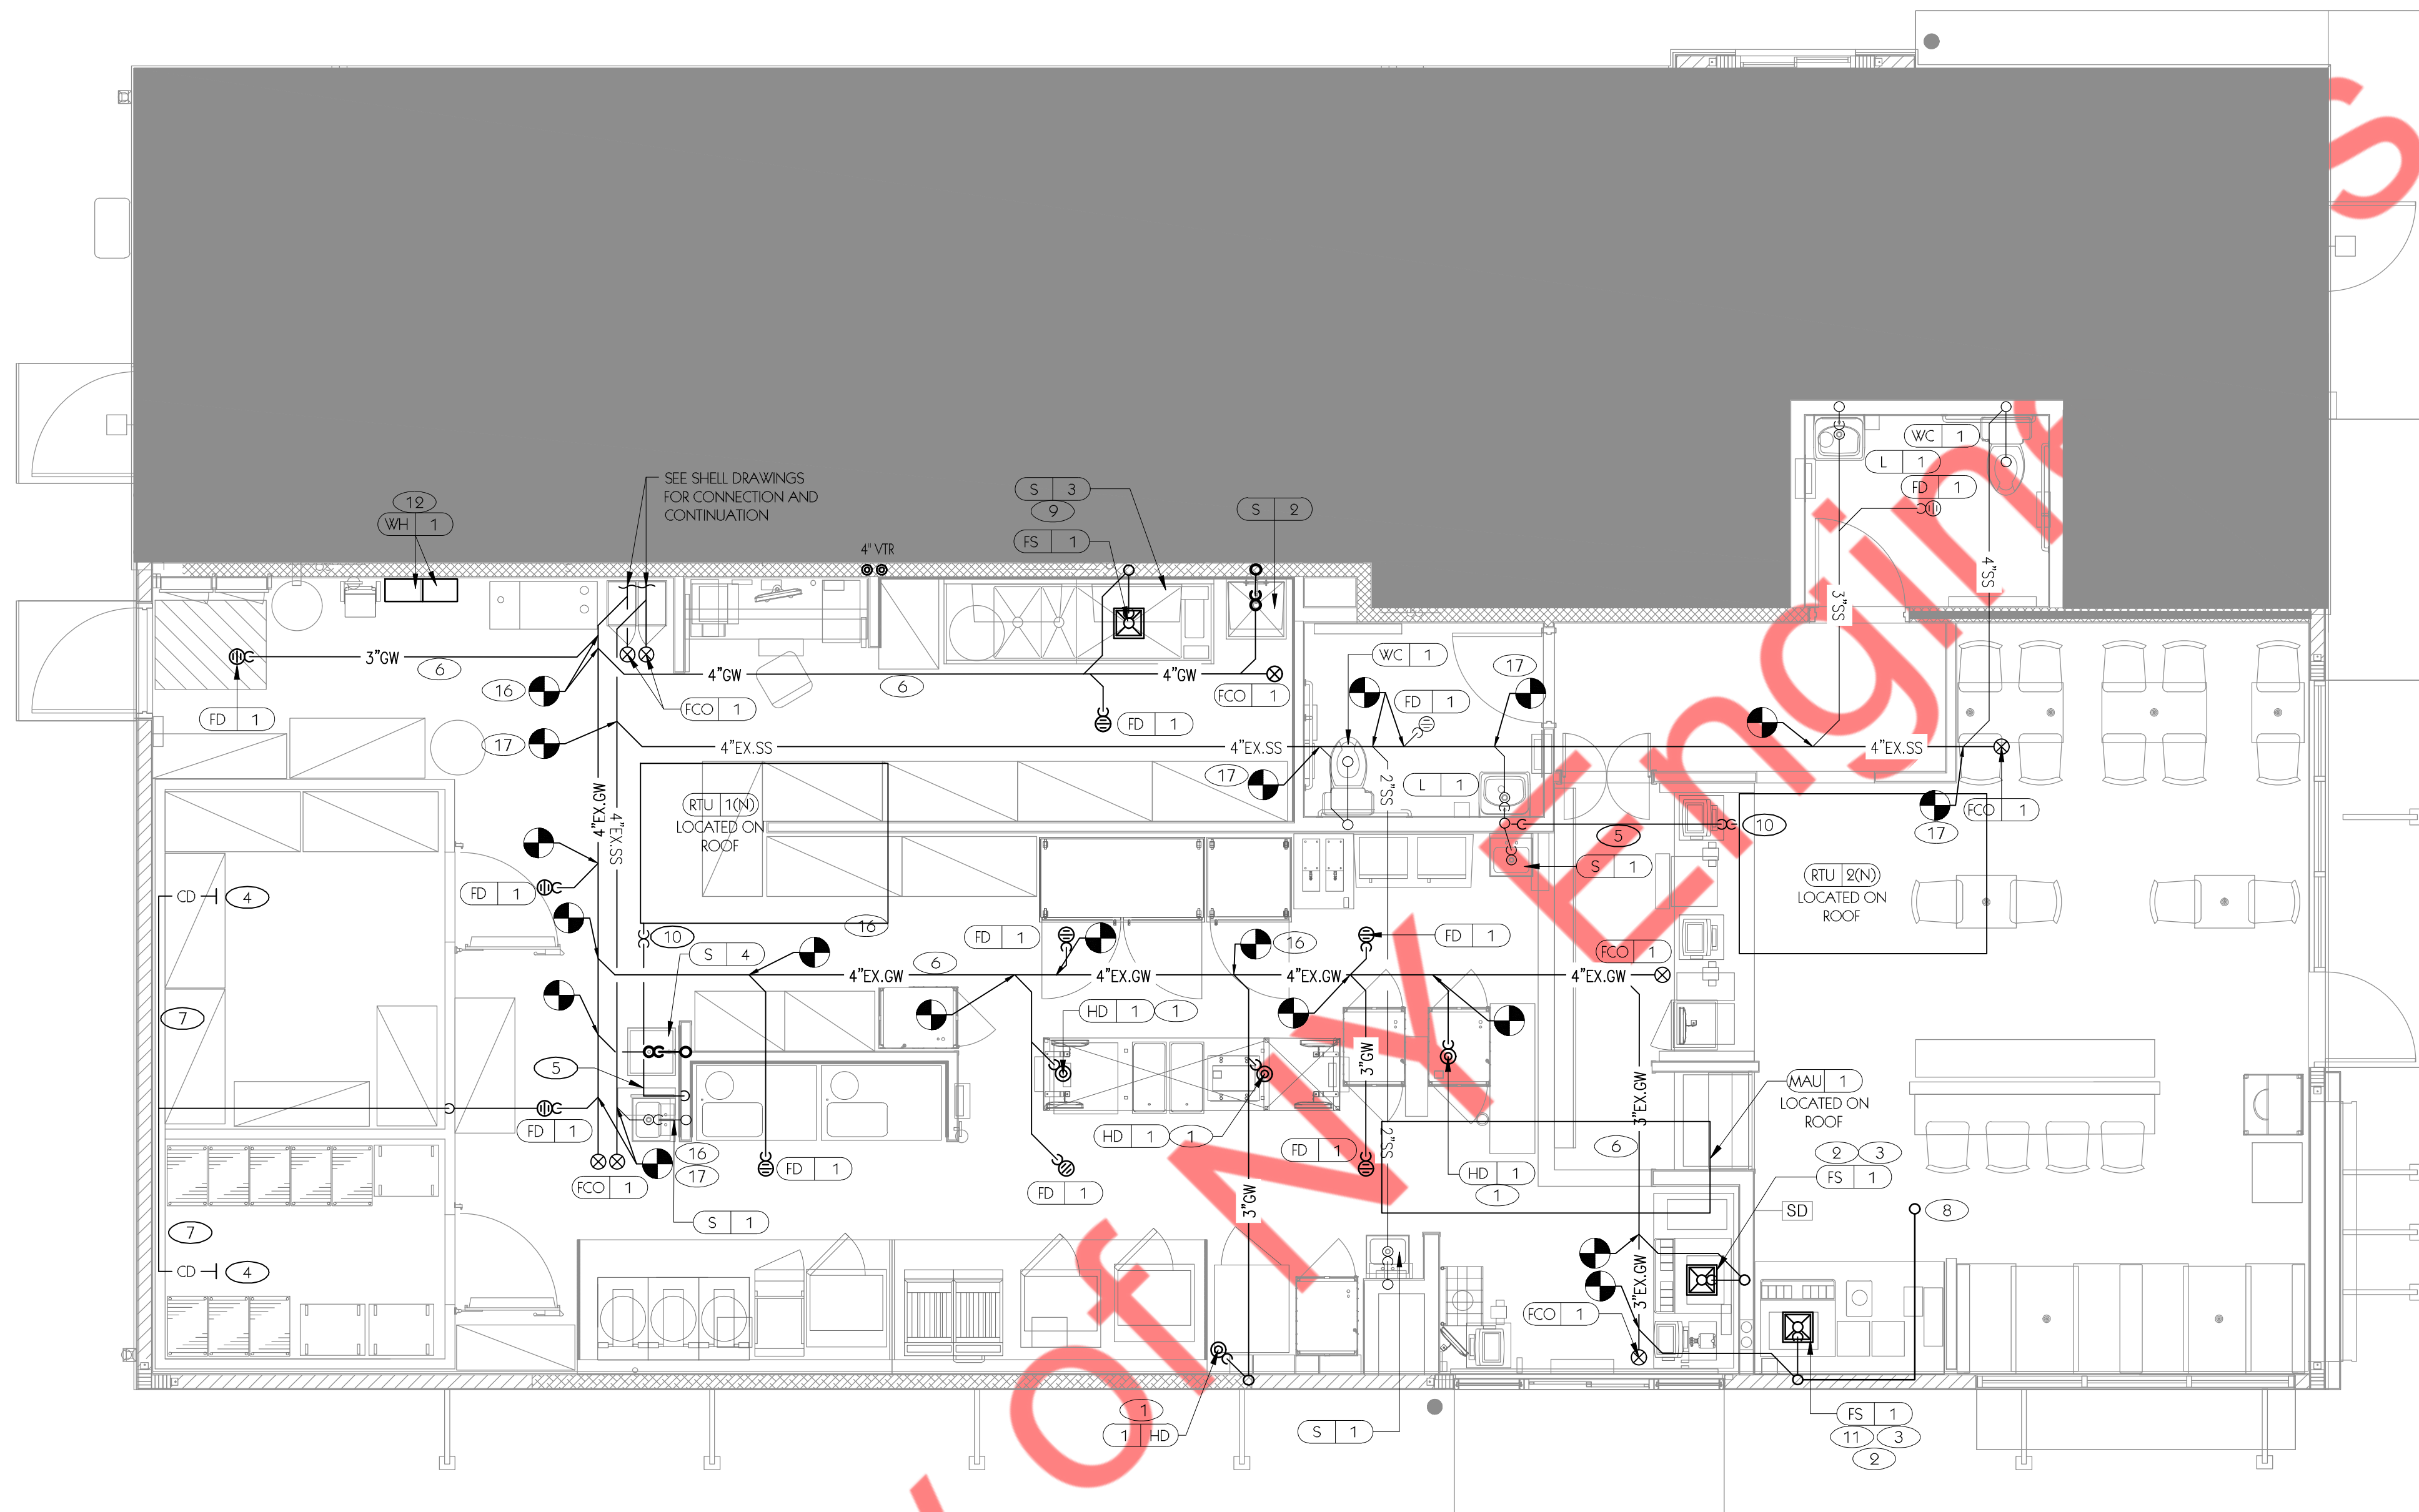 s
of NY Engine
WC 1
L 1
FD 1
SEE SHELL DRAWINGS
FOR CONNECTION AND
CONTINUATION
12
WH 1
S 3
9
FS 1
S 2
4" VTR
3"SS
4"SS
3"GW
6
16
FCO 1
4"GW
6
4"GW
FCO 1
FD 1
FD 1
WC 1
17
FD 1
17
4"EX.SS
4"EX.SS
17
4"EX.SS
2"SS
L 1
FCO 1
17
RTU 1(N)
LOCATED ON
ROOF
4"EX.GW
4"EX.SS
5
10
S 1
RTU 2(N)
LOCATED ON
ROOF
CD
4
FD 1
16
10
S 4
FD 1
16
FD 1
FCO 1
6
4"EX.GW
4"EX.GW
4"EX.GW
4"EX.GW
7
HD 1
1
5
3"GW
3"EX.GW
MAU 1
LOCATED ON
ROOF
FD 1
HD 1
1
FD 1
2"SS
6
16
17
FD 1
FCO 1
FD 1
HD 1
1
2 3
FS 1
S 1
3"GW
SD
8
7
CD
4
3"EX.GW
FCO 1
1
1 HD
S 1
FS 1
11 3
2